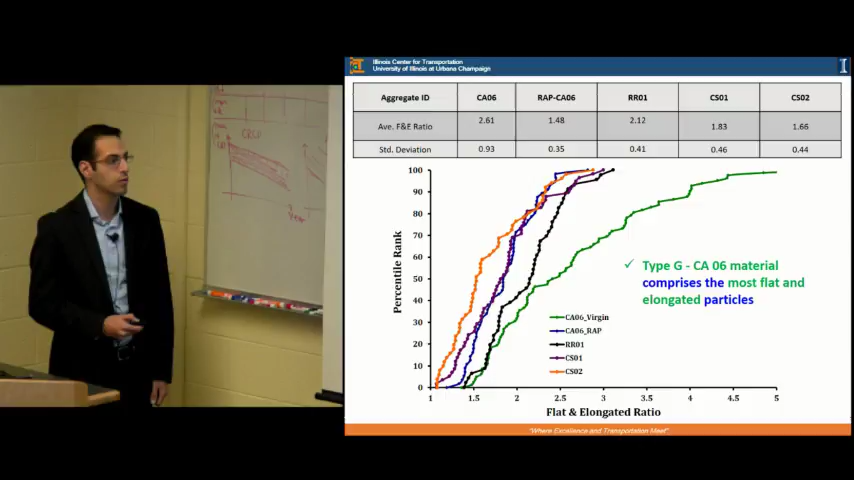 Illinois Center for Transportation
University of Illinois at Urbana Champaign
Aggregate ID CA06 RAP-CA06 RR01 CS01 CS02
Ave. F&E Ratio 2.61 1.48 2.12 1.83 1.66
Std. Deviation 0.93 0.35 0.41 0.46 0.44
100
90
80
70
60
50
40
30
20
10
0
Percentile Rank
✓ Type G - CA 06 material
comprises the most flat and
elongated particles
CA06_Virgin
CA06_RAP
RR01
CS01
CS02
1 1.5 2 2.5 3 3.5 4 4.5 5
Flat & Elongated Ratio
"Where Excellence and Transportation Meet"